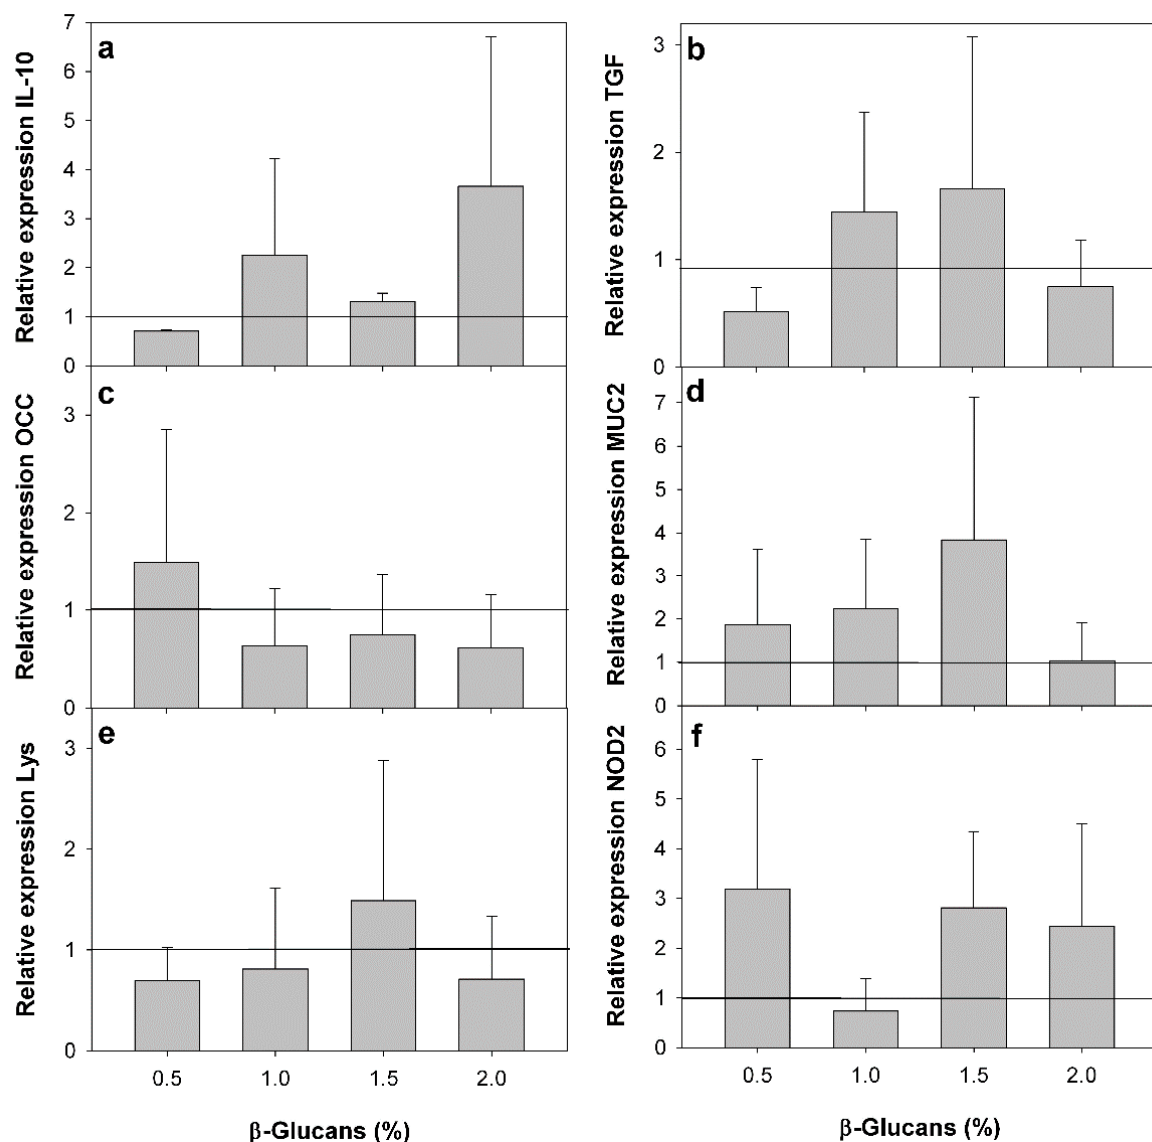 a
Relative expression IL-10
7
6
5
4
3
2
1
0
b
Relative expression TGF
3
2
1
0
c
Relative expression OCC
3
2
1
0
d
Relative expression MUC2
7
6
5
4
3
2
1
0
e
Relative expression Lys
3
2
1
0
0.5 1.0 1.5 2.0
β-Glucans (%)
f
Relative expression NOD2
6
5
4
3
2
1
0
0.5 1.0 1.5 2.0
β-Glucans (%)